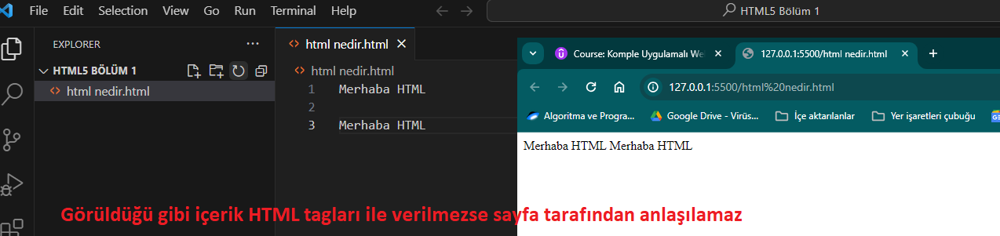 File Edit Selection View Go Run Terminal Help
HTML5 Bölüm 1
EXPLORER
HTML5 BÖLÜM 1
html nedir.html
html nedir.html
html nedir.html
1 Merhaba HTML
2
3 Merhaba HTML
Course: Komple Uygulamalı We
127.0.0.1:5500/html nedir.html
127.0.0.1:5500/html%20nedir.html
Algoritma ve Progra...
Google Drive - Virüs...
İçe aktarılanlar
Yer işaretleri çubuğu
Merhaba HTML Merhaba HTML
Görüldüğü gibi içerik HTML tagları ile verilmezse sayfa tarafından anlaşılamaz